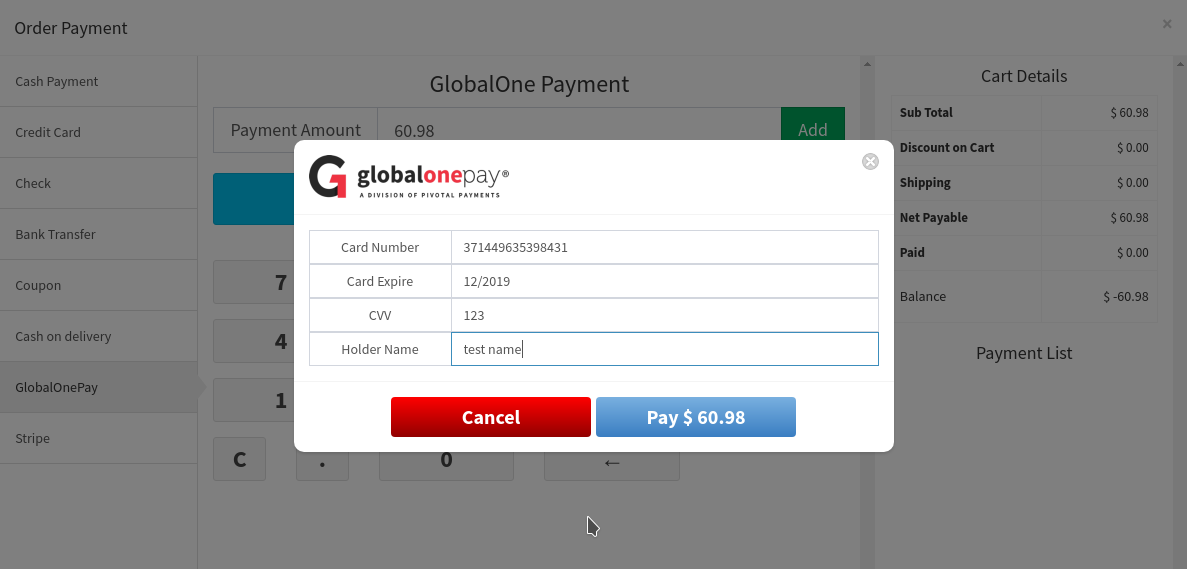 Order Payment
×
Cash Payment
Credit Card
Check
Bank Transfer
Coupon
Cash on delivery
GlobalOnePay
Stripe
GlobalOne Payment
Payment Amount 60.98 Add
7
4
1
C . 0 ←
globalonepay®
A DIVISION OF PIVOTAL PAYMENTS
Card Number 371449635398431
Card Expire 12/2019
CVV 123
Holder Name test name
Cancel Pay $ 60.98
Cart Details
Sub Total $ 60.98
Discount on Cart $ 0.00
Shipping $ 0.00
Net Payable $ 60.98
Paid $ 0.00
Balance $ -60.98
Payment List